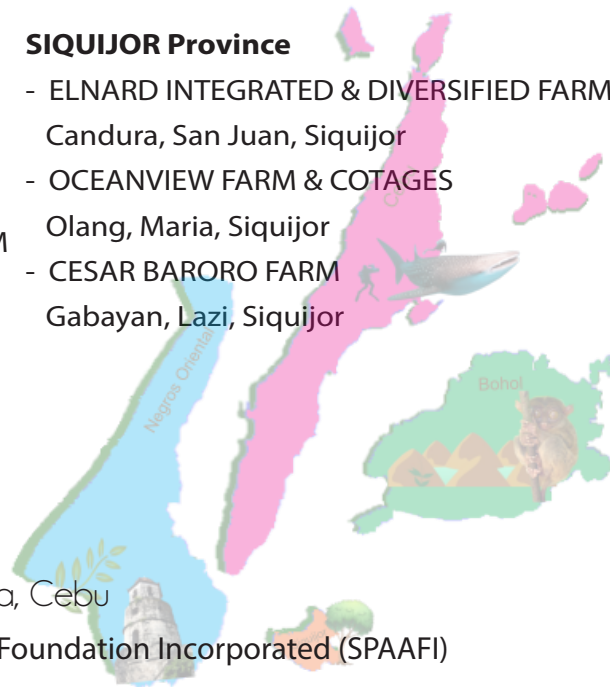 SIQUIJOR Province
- ELNARD INTEGRATED & DIVERSIFIED FARM
Candura, San Juan, Siquijor
- OCEANVIEW FARM & COTAGES
Olang, Maria, Siquijor
M
- CESAR BARORO FARM
Gabayan, Lazi, Siquijor
Cebu
Negros Oriental
Bohol
a, Cebu
Foundation Incorporated (SPAAFI)